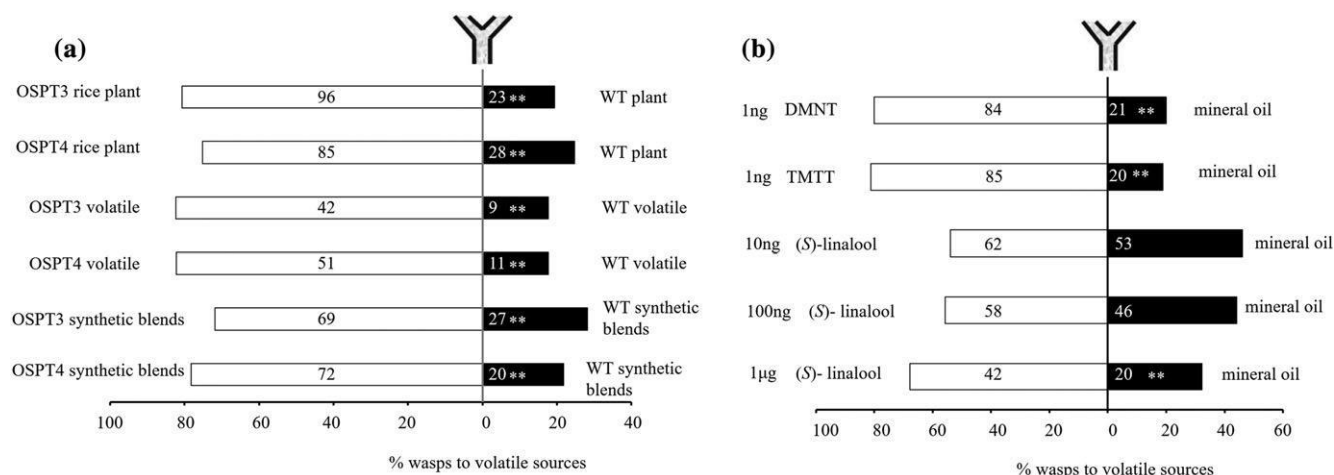 (a)
OSPT3 rice plant 96 23 ** WT plant
OSPT4 rice plant 85 28 ** WT plant
OSPT3 volatile 42 9 ** WT volatile
OSPT4 volatile 51 11 ** WT volatile
OSPT3 synthetic blends 69 27 ** WT synthetic
blends
OSPT4 synthetic blends 72 20 ** WT synthetic
blends
100 80 60 40 20 0 20 40
% wasps to volatile sources
(b)
1ng DMNT 84 21 ** mineral oil
1ng TMTT 85 20 ** mineral oil
10ng (S)-linalool 62 53 mineral oil
100ng (S)- linalool 58 46 mineral oil
1µg (S)- linalool 42 20 ** mineral oil
100 80 60 40 20 0 20 40 60
% wasps to volatile sources